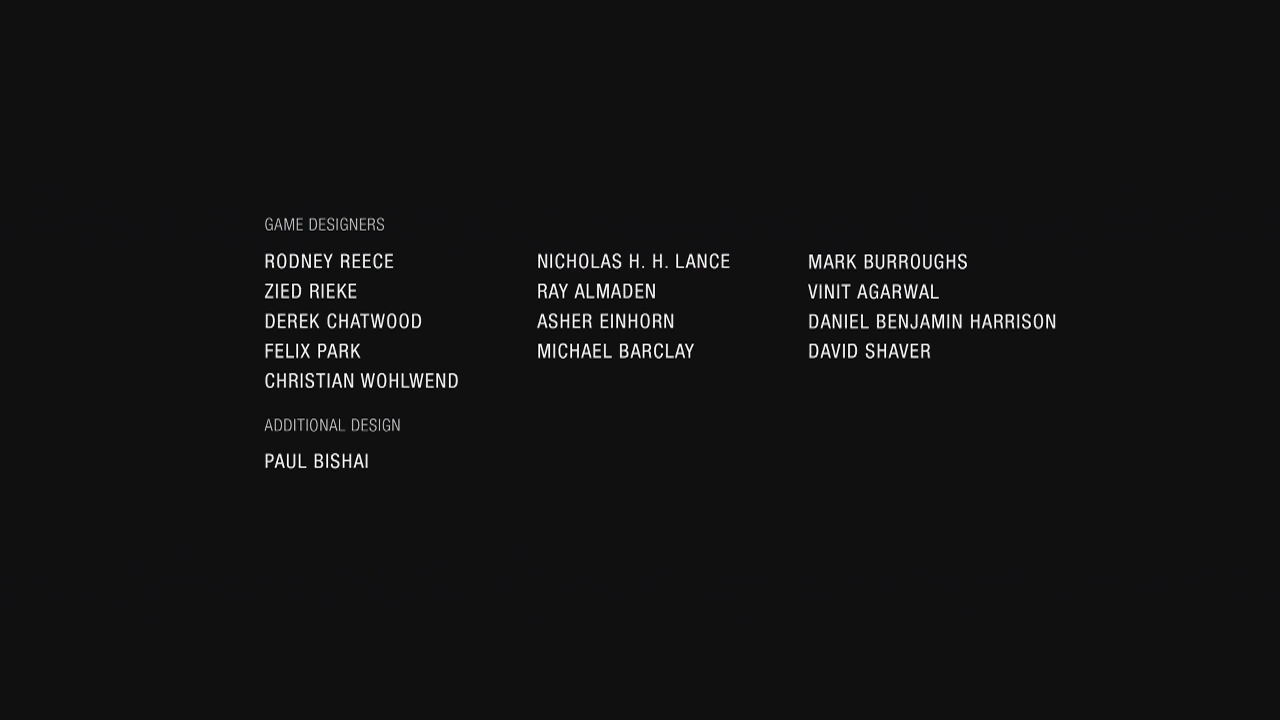 GAME DESIGNERS
RODNEY REECE
ZIED RIEKE
DEREK CHATWOOD
FELIX PARK
CHRISTIAN WOHLWEND
NICHOLAS H. H. LANCE
RAY ALMADEN
ASHER EINHORN
MICHAEL BARCLAY
MARK BURROUGHS
VINIT AGARWAL
DANIEL BENJAMIN HARRISON
DAVID SHAVER
ADDITIONAL DESIGN
PAUL BISHAI